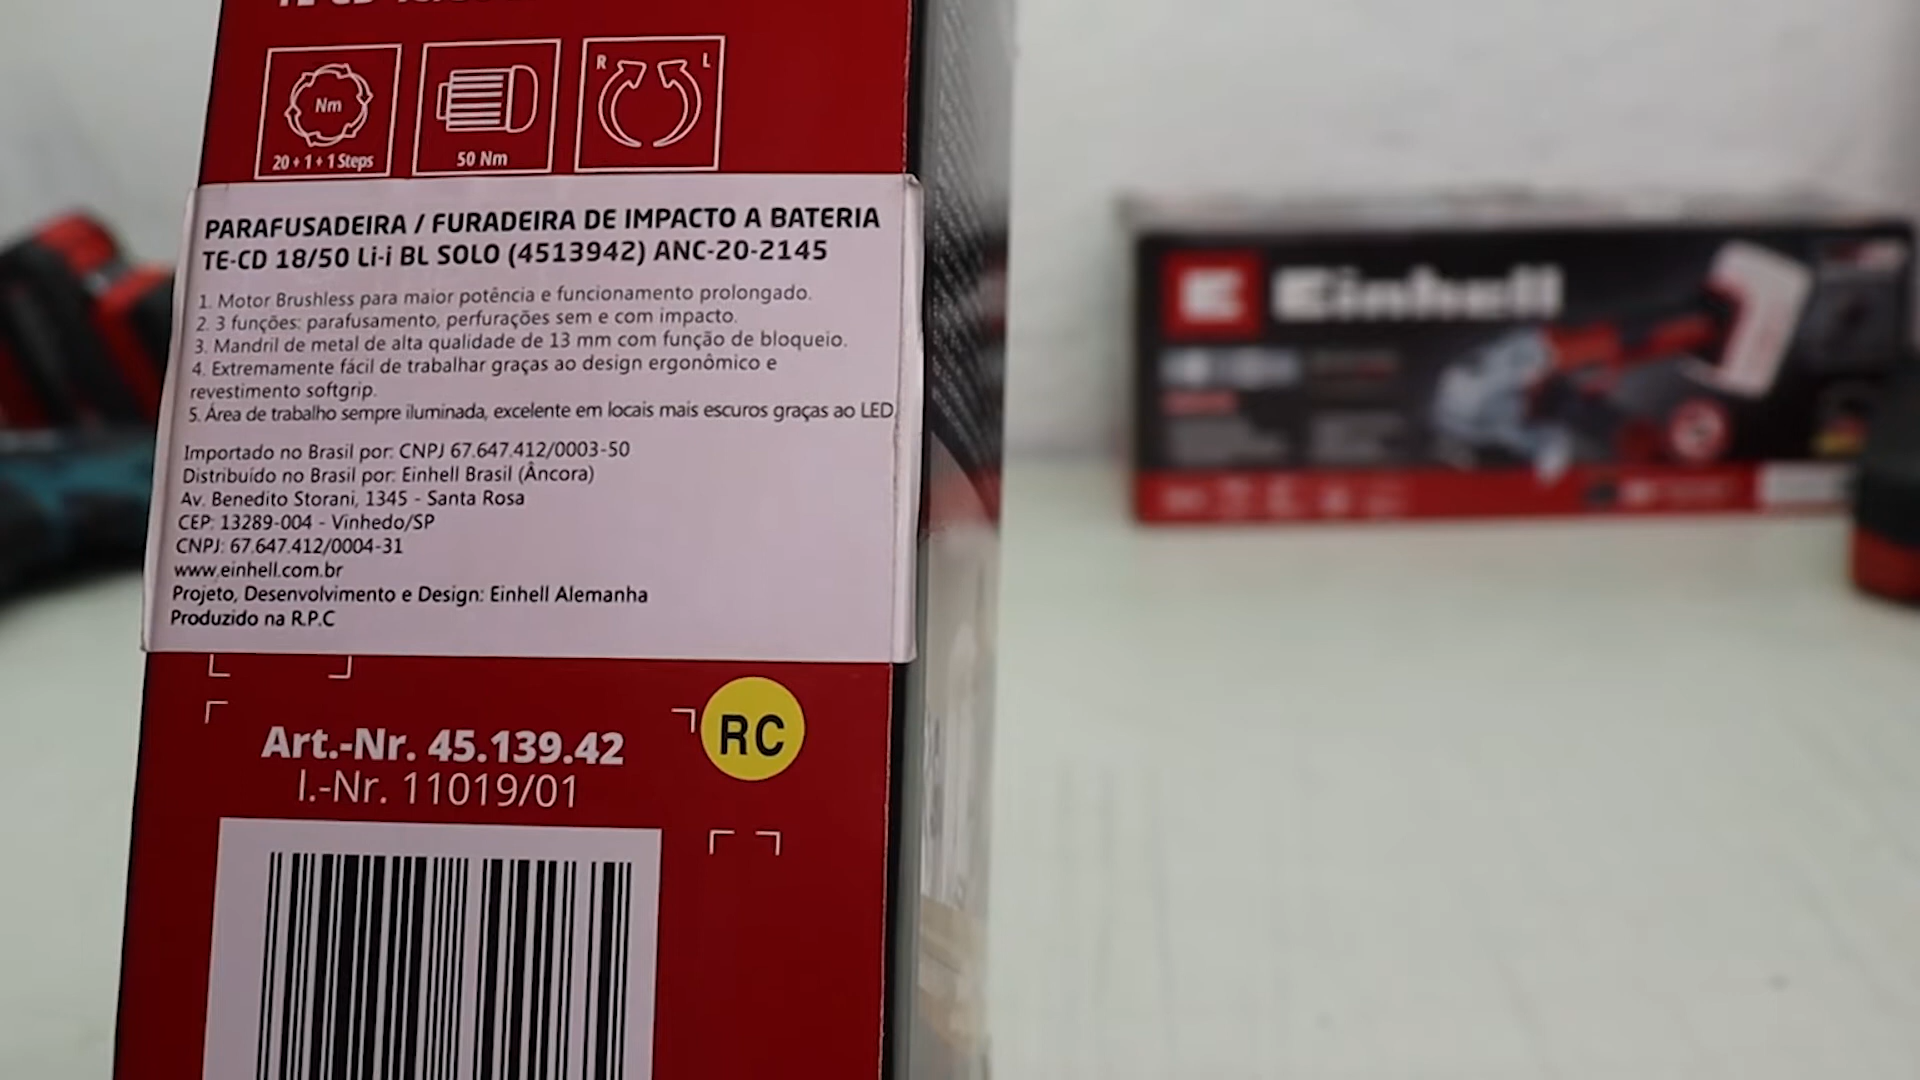 Nm
20 + 1 + 1 Steps
50 Nm
R L
PARAFUSADEIRA / FURADEIRA DE IMPACTO A BATERIA
TE-CD 18/50 Li-i BL SOLO (4513942) ANC-20-2145
1. Motor Brushless para maior potência e funcionamento prolongado.
2. 3 funções: parafusamento, perfurações sem e com impacto.
3. Mandril de metal de alta qualidade de 13 mm com função de bloqueio.
4. Extremamente fácil de trabalhar graças ao design ergonômico e
revestimento softgrip.
5. Área de trabalho sempre iluminada, excelente em locais mais escuros graças ao LED
Importado no Brasil por: CNPJ 67.647.412/0003-50
Distribuído no Brasil por: Einhell Brasil (Âncora)
Av. Benedito Storani, 1345 - Santa Rosa
CEP: 13289-004 - Vinhedo/SP
CNPJ: 67.647.412/0004-31
www.einhell.com.br
Projeto, Desenvolvimento e Design: Einhell Alemanha
Produzido na R.P.C
Art.-Nr. 45.139.42
I.-Nr. 11019/01
RC
E Einhell